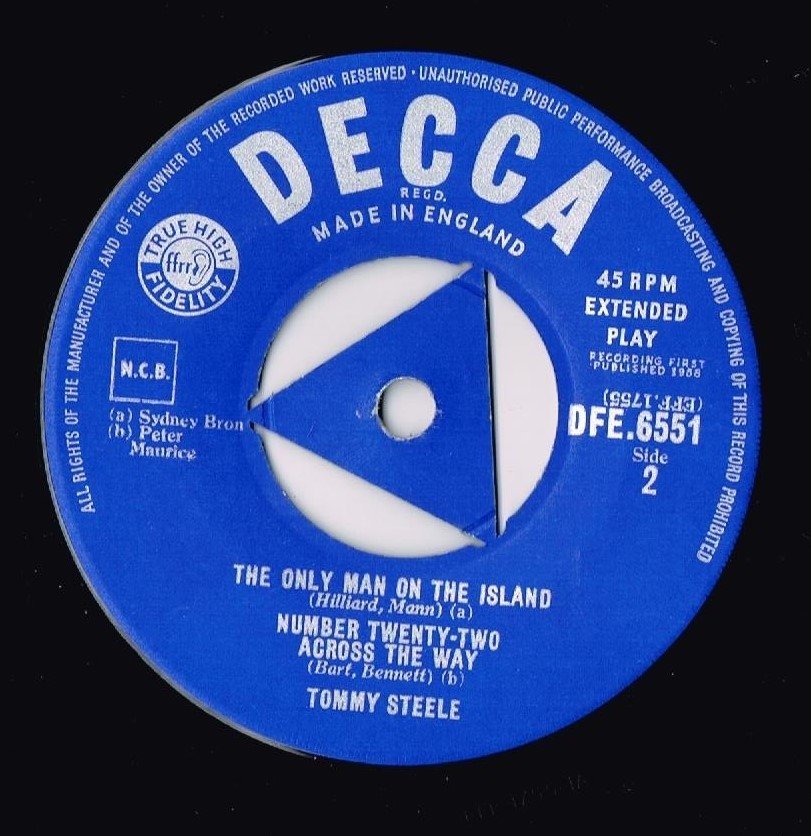 ALL RIGHTS OF THE MANUFACTURER AND OF THE OWNER OF THE RECORDED WORK RESERVED · UNAUTHORISED PUBLIC PERFORMANCE BROADCASTING AND COPYING OF THIS RECORD PROHIBITED
DECCA
REGD.
MADE IN ENGLAND
TRUE HIGH
ffrr
FIDELITY
45 RPM
EXTENDED
PLAY
RECORDING FIRST
PUBLISHED 1958
N.C.B.
(EFF.1755)
DFE.6551
Side
2
(a) Sydney Bron
(b) Peter
Maurice
THE ONLY MAN ON THE ISLAND
(Hilliard, Mann) (a)
NUMBER TWENTY-TWO
ACROSS THE WAY
(Bart, Bennett) (b)
TOMMY STEELE